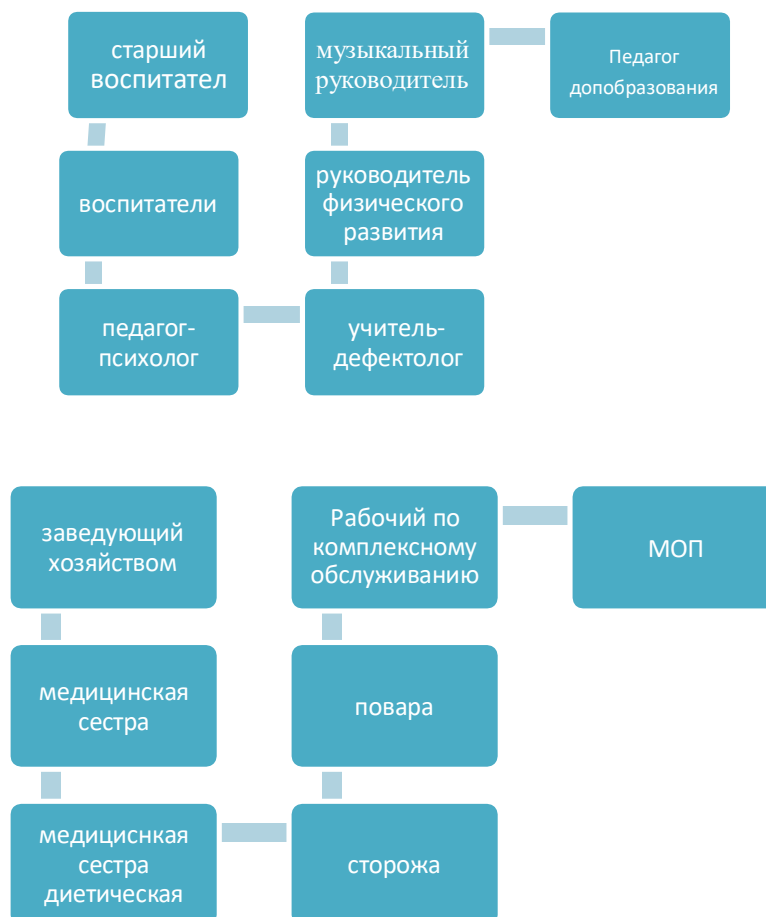 старший
воспитател
воспитатели
педагог-
психолог
учитель-
дефектолог
руководитель
физического
развития
музыкальный
руководитель
Педагог
допобразования
заведующий
хозяйством
медицинская
сестра
медициснкая
сестра
диетическая
сторожа
повара
Рабочий по
комплексному
обслуживанию
МОП